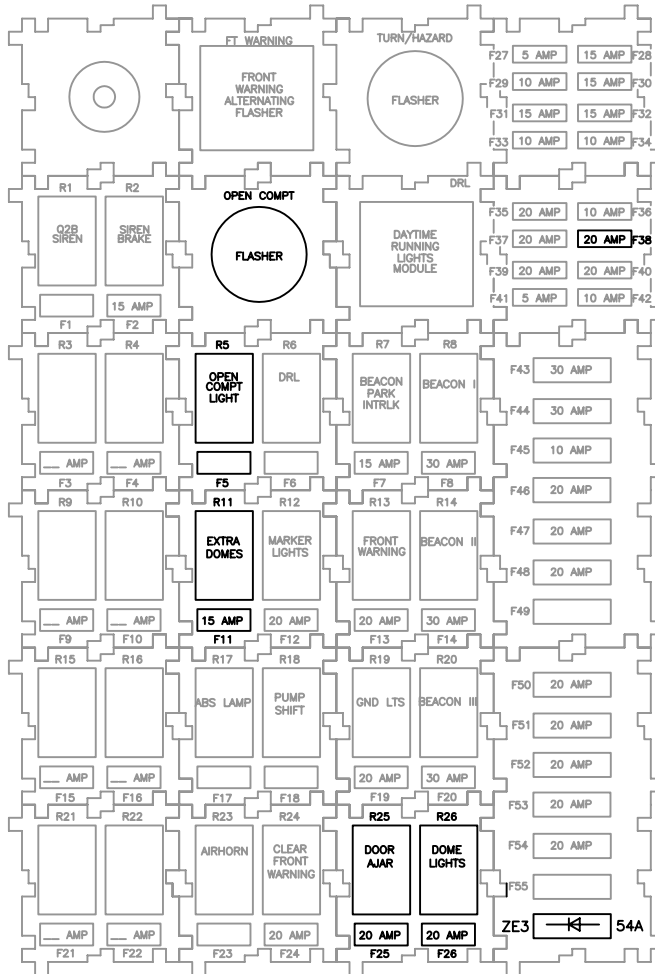 FT WARNING
TURN/HAZARD
FRONT
WARNING
ALTERNATING
FLASHER
FLASHER
F27 5 AMP 15 AMP F28
F29 10 AMP 15 AMP F30
F31 15 AMP 15 AMP F32
F33 10 AMP 10 AMP F34
R1 R2
OPEN COMPT
DRL
Q2B
SIREN
SIREN
BRAKE
FLASHER
DAYTIME
RUNNING
LIGHTS
MODULE
F35 20 AMP 10 AMP F36
F37 20 AMP 20 AMP F38
F39 20 AMP 20 AMP F40
F41 5 AMP 10 AMP F42
15 AMP
F1 F2
R3 R4 R5 R6 R7 R8
OPEN
COMPT
LIGHT
DRL
BEACON
PARK
INTRLK
BEACON I
__ AMP __ AMP 15 AMP 30 AMP
F3 F4 F5 F6 F7 F8
F43 30 AMP
F44 30 AMP
F45 10 AMP
F46 20 AMP
F47 20 AMP
F48 20 AMP
F49
R9 R10 R11 R12 R13 R14
EXTRA
DOMES
MARKER
LIGHTS
FRONT
WARNING
BEACON II
__ AMP __ AMP 15 AMP 20 AMP 20 AMP 30 AMP
F9 F10 F11 F12 F13 F14
R15 R16 R17 R18 R19 R20
ABS LAMP
PUMP
SHIFT
GND LTS
BEACON III
__ AMP __ AMP 20 AMP 30 AMP
F15 F16 F17 F18 F19 F20
F50 20 AMP
F51 20 AMP
F52 20 AMP
F53 20 AMP
F54 20 AMP
F55
ZE3 54A
R21 R22 R23 R24 R25 R26
AIRHORN
CLEAR
FRONT
WARNING
DOOR
AJAR
DOME
LIGHTS
__ AMP __ AMP 20 AMP 20 AMP 20 AMP
F21 F22 F23 F24 F25 F26